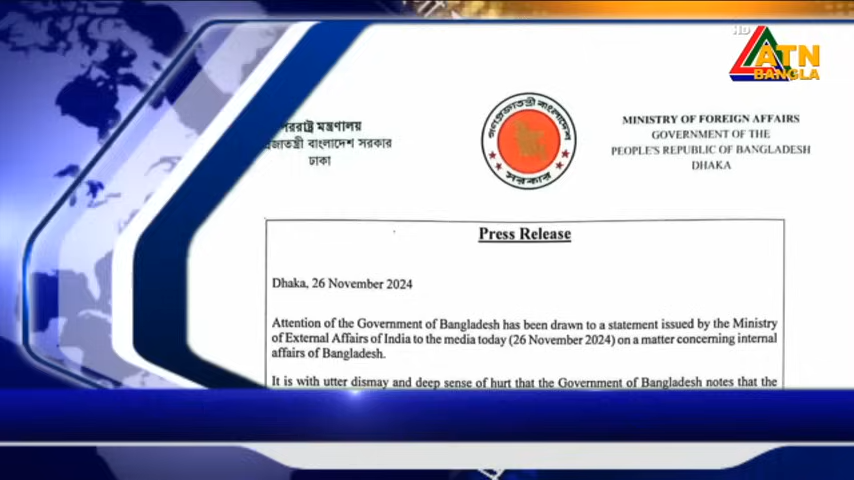 HD
ATN
BANGLA
পররাষ্ট্র মন্ত্রণালয়
বাংলাদেশ সরকার
ঢাকা
গণপ্রজাতন্ত্রী বাংলাদেশ
সরকার
MINISTRY OF FOREIGN AFFAIRS
GOVERNMENT OF THE
PEOPLE'S REPUBLIC OF BANGLADESH
DHAKA
Press Release
Dhaka, 26 November 2024
Attention of the Government of Bangladesh has been drawn to a statement issued by the Ministry
of External Affairs of India to the media today (26 November 2024) on a matter concerning internal
affairs of Bangladesh.
It is with utter dismay and deep sense of hurt that the Government of Bangladesh notes that the